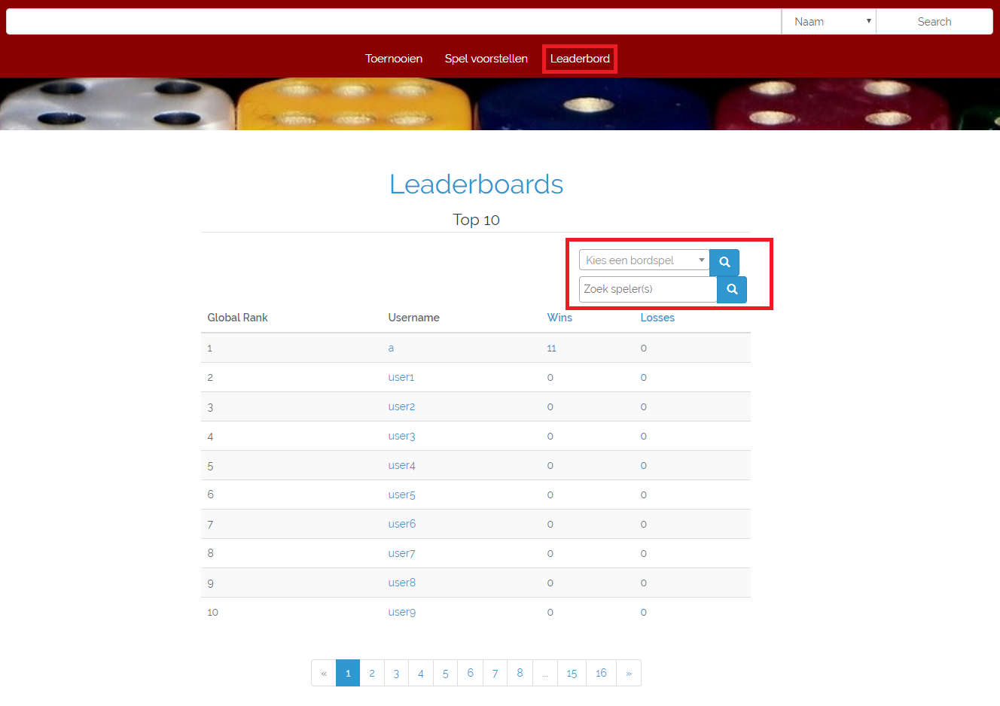 Naam Search
Toernooien Spel voorstellen Leaderbord
Leaderboards
Top 10
Kies een bordspel
Zoek speler(s)
Global Rank Username Wins Losses
1 a 11 0
2 user1 0 0
3 user2 0 0
4 user3 0 0
5 user4 0 0
6 user5 0 0
7 user6 0 0
8 user7 0 0
9 user8 0 0
10 user9 0 0
« 1 2 3 4 5 6 7 8 ... 15 16 »